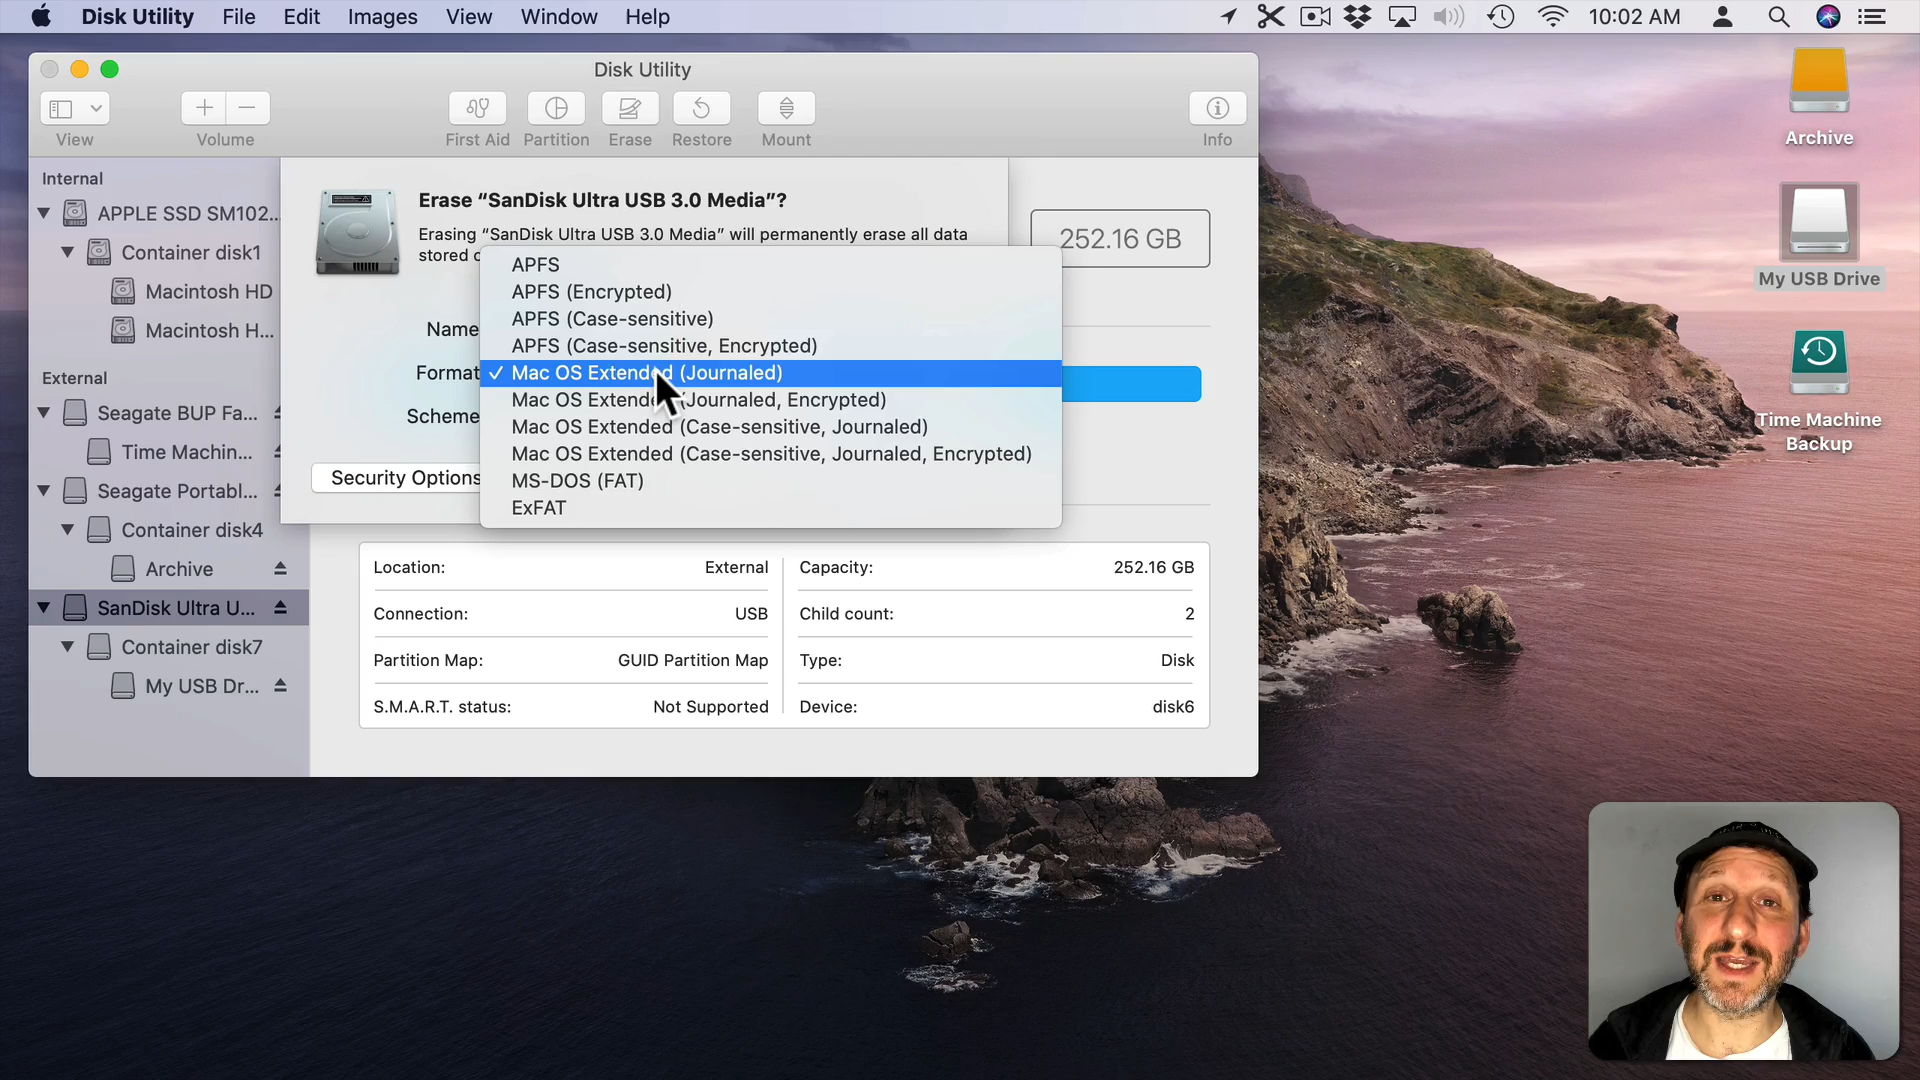 Disk Utility File Edit Images View Window Help 10:02 AM
Disk Utility
View Volume First Aid Partition Erase Restore Mount Info
Internal
APPLE SSD SM102...
Container disk1
Macintosh HD
Macintosh H...
External
Seagate BUP Fa...
Time Machin...
Seagate Portabl...
Container disk4
Archive
SanDisk Ultra U...
Container disk7
My USB Dr...
Erase “SanDisk Ultra USB 3.0 Media”?
Erasing “SanDisk Ultra USB 3.0 Media” will permanently erase all data
stored
252.16 GB
Name
Format
Scheme
Security Options
APFS
APFS (Encrypted)
APFS (Case-sensitive)
APFS (Case-sensitive, Encrypted)
✓ Mac OS Extended (Journaled)
Mac OS Extended (Journaled, Encrypted)
Mac OS Extended (Case-sensitive, Journaled)
Mac OS Extended (Case-sensitive, Journaled, Encrypted)
MS-DOS (FAT)
ExFAT
Location: External
Capacity: 252.16 GB
Connection: USB
Child count: 2
Partition Map: GUID Partition Map
Type: Disk
S.M.A.R.T. status: Not Supported
Device: disk6
Archive
My USB Drive
Time Machine
Backup